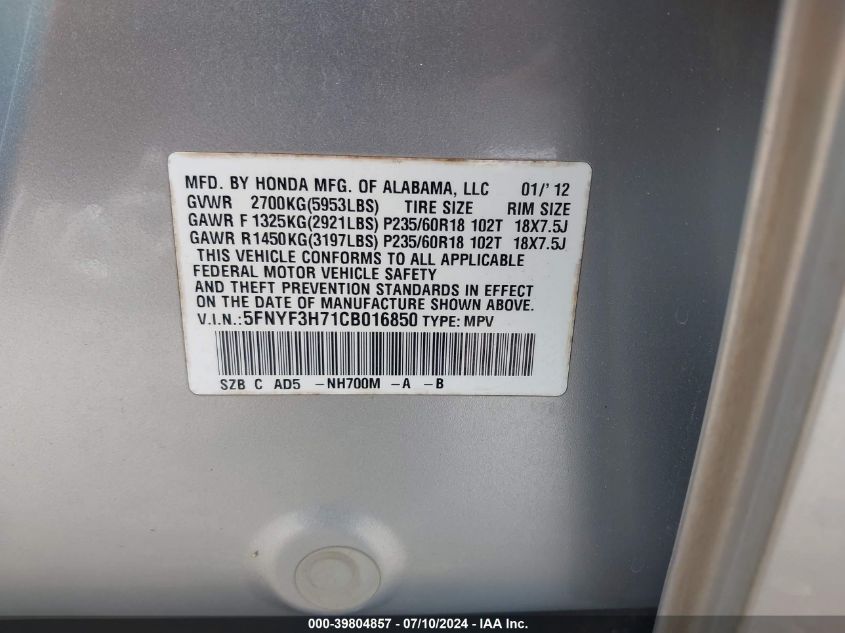 MFD. BY HONDA MFG. OF ALABAMA, LLC 01/'12
GVWR 2700KG(5953LBS) TIRE SIZE RIM SIZE
GAWR F 1325KG(2921LBS) P235/60R18 102T 18X7.5J
GAWR R 1450KG(3197LBS) P235/60R18 102T 18X7.5J
THIS VEHICLE CONFORMS TO ALL APPLICABLE
FEDERAL MOTOR VEHICLE SAFETY
AND THEFT PREVENTION STANDARDS IN EFFECT
ON THE DATE OF MANUFACTURE SHOWN ABOVE.
V.I.N.:5FNYF3H71CB016850 TYPE: MPV
SZB C AD5 -NH700M -A -B
000-39804857 - 07/10/2024 - Copyright © 2024 IAA, Inc.